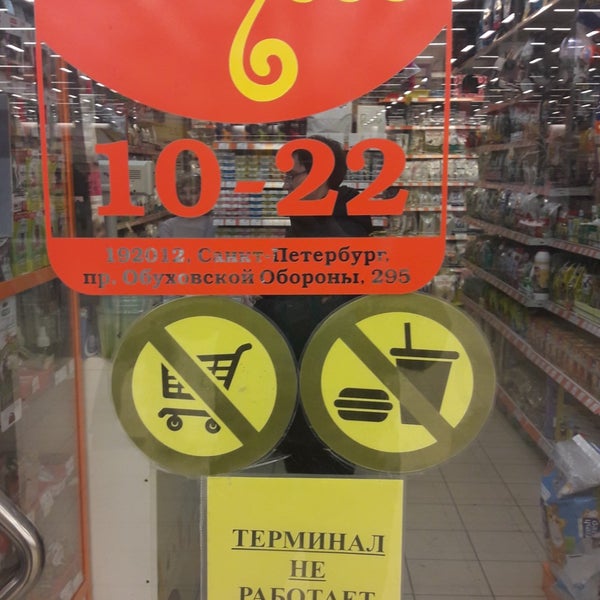 10-22
192012, Санкт-Петербург,
пр. Обуховской Обороны, 295
ТЕРМИНАЛ
НЕ
РАБОТАЕТ